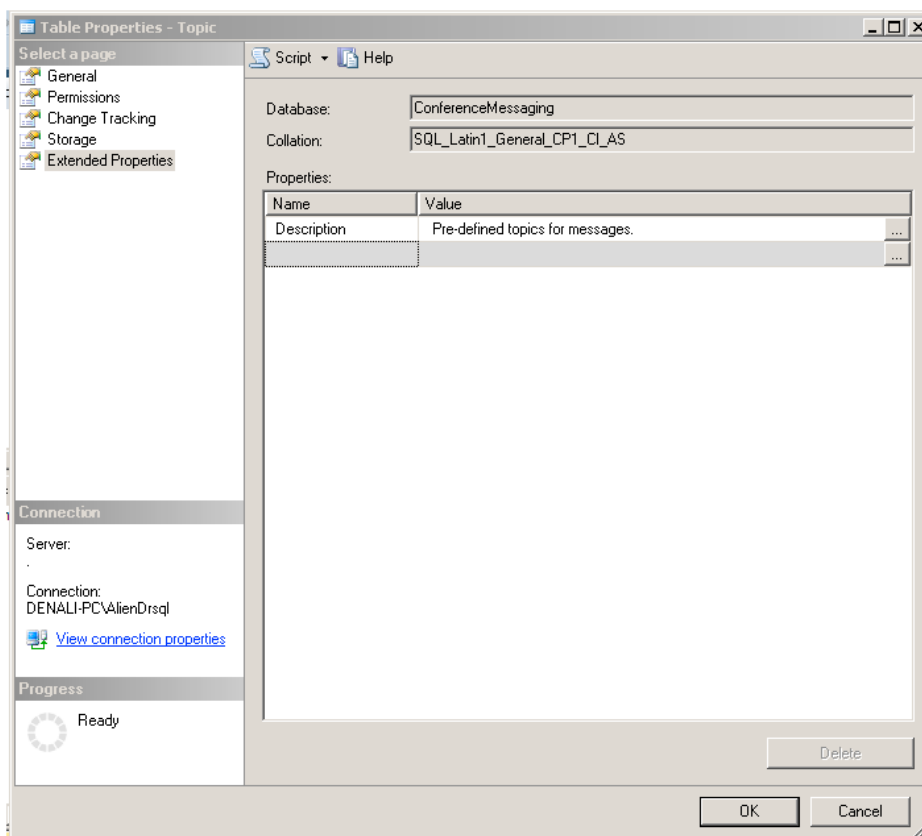 Table Properties - Topic
Select a page
General
Permissions
Change Tracking
Storage
Extended Properties
Script
Help
Database:
ConferenceMessaging
Collation:
SQL_Latin1_General_CP1_CI_AS
Properties:
Name Value
Description Pre-defined topics for messages. ...
...
Connection
Server:
.
Connection:
DENALI-PC\AlienDrsql
View connection properties
Progress
Ready
Delete
OK Cancel